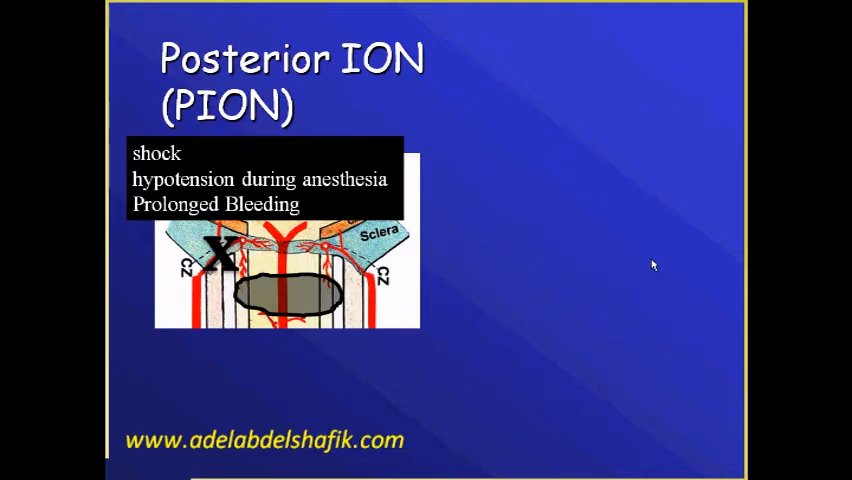 Posterior ION
(PION)
shock
hypotension during anesthesia
Prolonged Bleeding
Sclera
X
CZ
CZ
www.adelabdelshafik.com